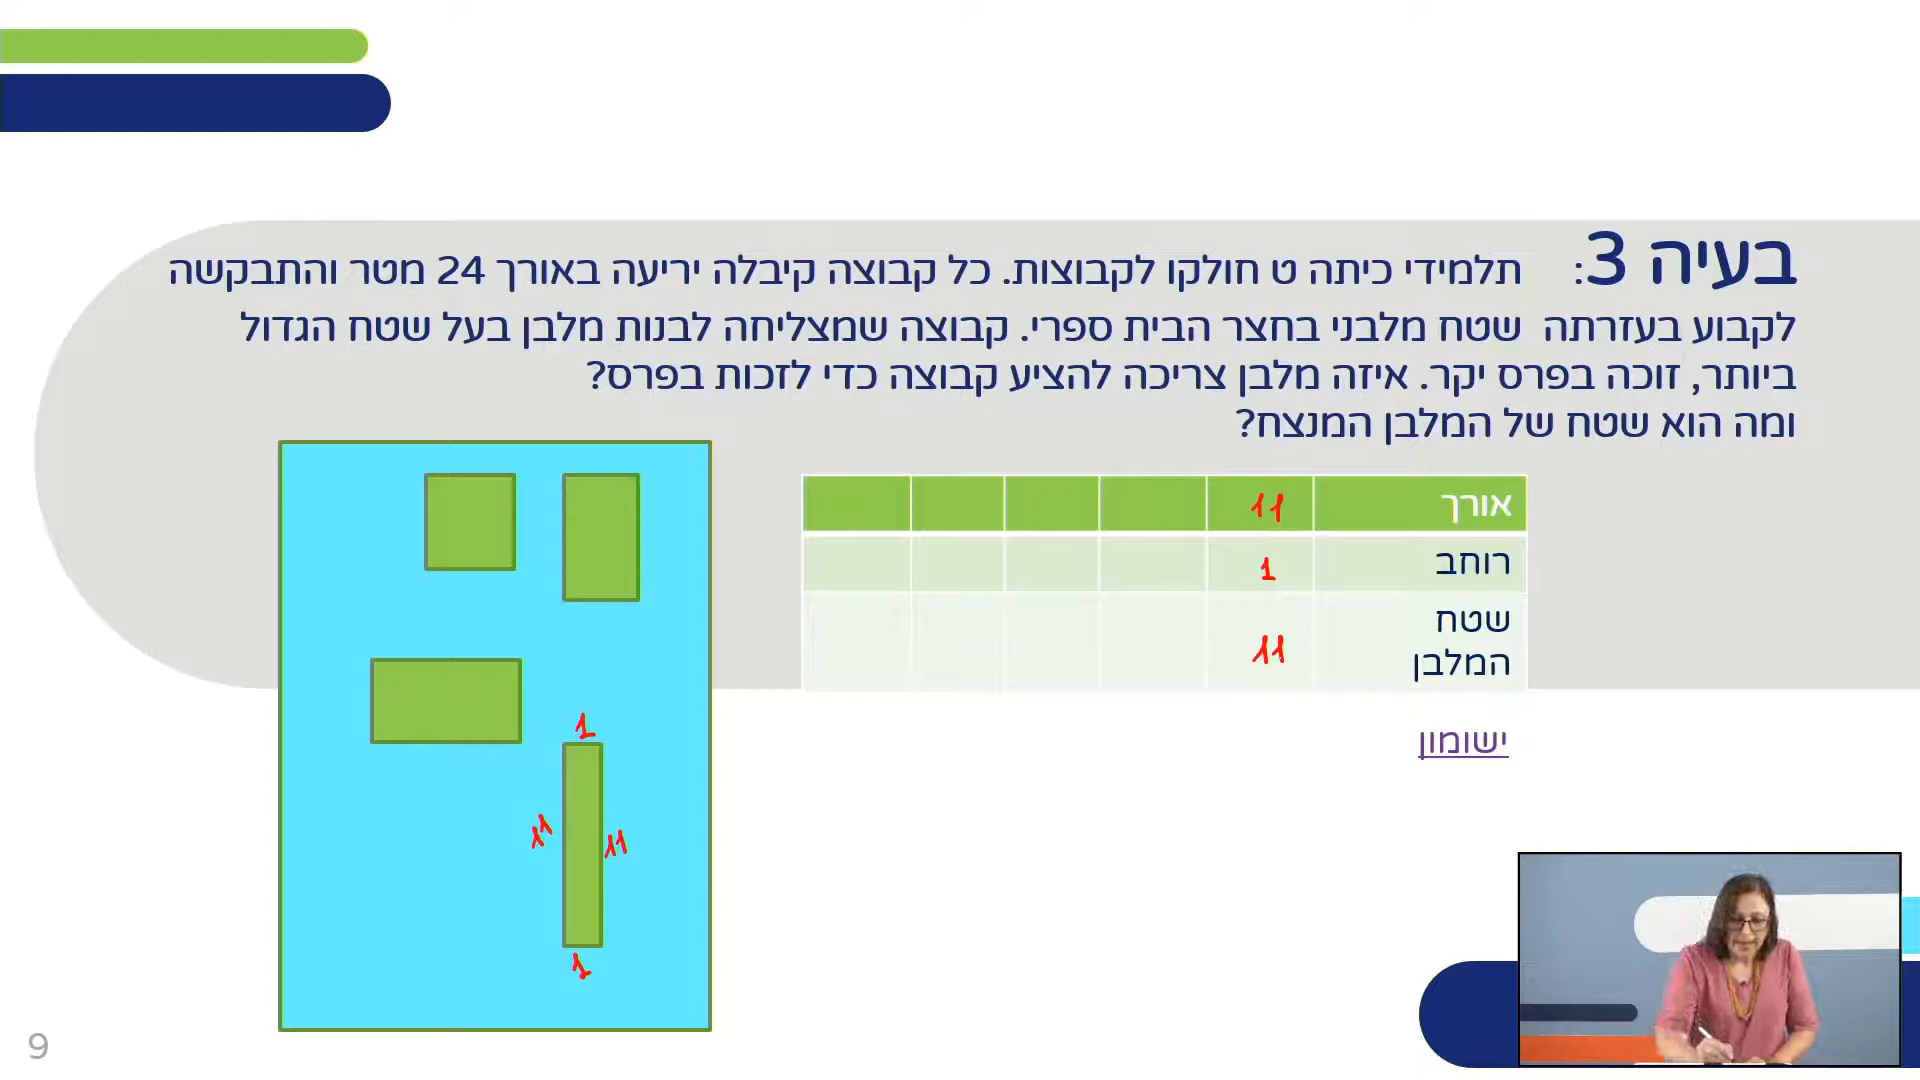 בעיה 3: תלמידי כיתה ט חולקו לקבוצות. כל קבוצה קיבלה יריעה באורך 24 מטר והתבקשה
לקבוע בעזרתה שטח מלבני בחצר הבית ספרי. קבוצה שמצליחה לבנות מלבן בעל שטח הגדול
ביותר, זוכה בפרס יקר. איזה מלבן צריכה להציע קבוצה כדי לזכות בפרס?
ומה הוא שטח של המלבן המנצח?
אורך 11
רוחב 1
שטח
המלבן 11
ישומון
1
11 11
1
9